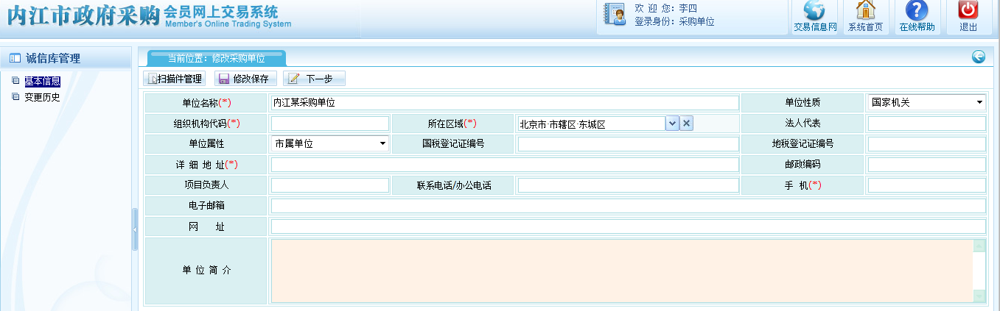 内江市政府采购 会员网上交易系统
Member's Online Trading System
欢 迎 您: 李四
登录身份: 采购单位
交易信息网 系统首页 在线帮助 退出
诚信库管理
基本信息
变更历史
当前位置: 修改采购单位
扫描件管理 修改保存 下一步
单位名称(*) 内江某采购单位 单位性质 国家机关
组织机构代码(*) 所在区域(*) 北京市·市辖区·东城区 法人代表
单位属性 市属单位 国税登记证编号 地税登记证编号
详 细 地 址(*) 邮政编码
项目负责人 联系电话/办公电话 手 机(*)
电子邮箱
网 址
单 位 简 介